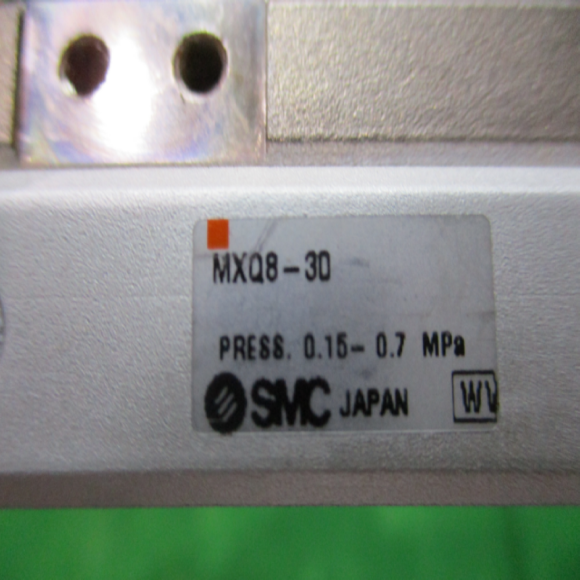 MXQ8-30
PRESS. 0.15- 0.7 MPa
SMC JAPAN